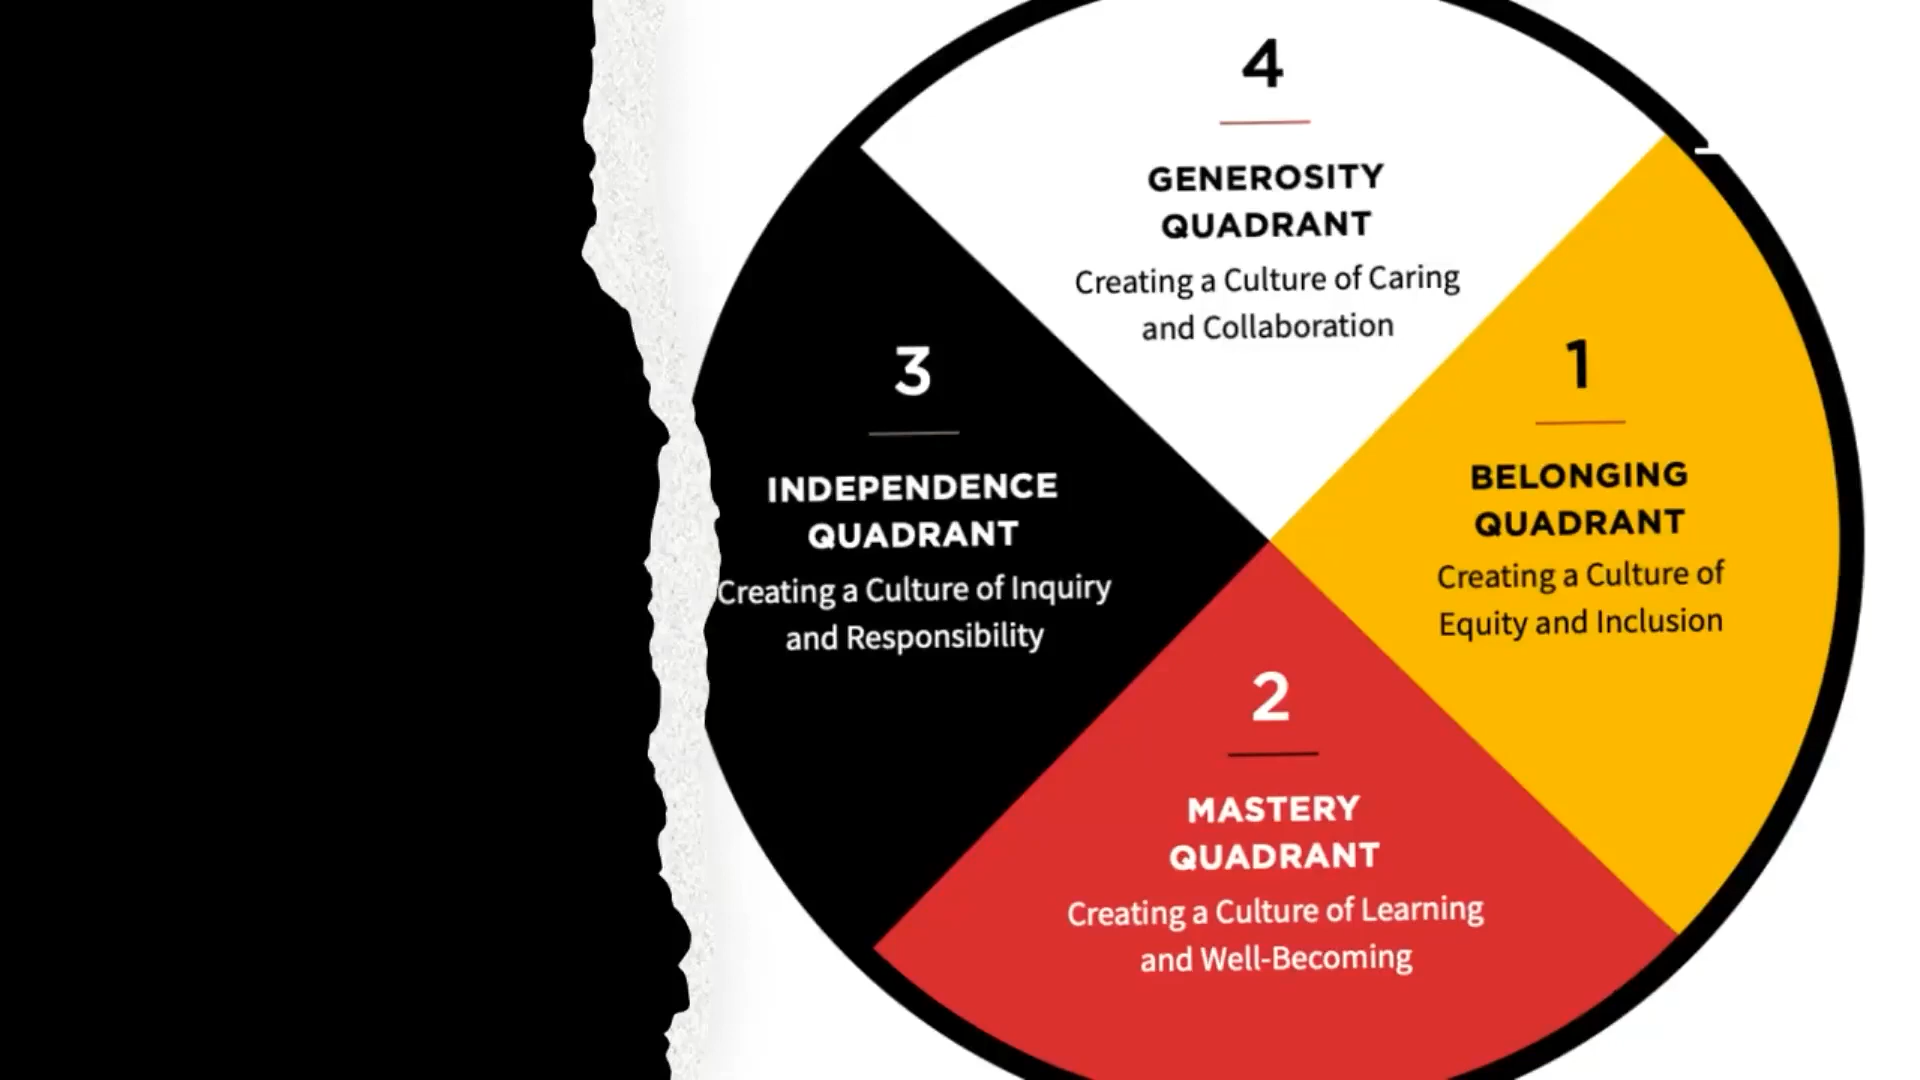 4
GENEROSITY
QUADRANT
Creating a Culture of Caring
and Collaboration
1
BELONGING
QUADRANT
Creating a Culture of
Equity and Inclusion
2
MASTERY
QUADRANT
Creating a Culture of Learning
and Well-Becoming
3
INDEPENDENCE
QUADRANT
Creating a Culture of Inquiry
and Responsibility